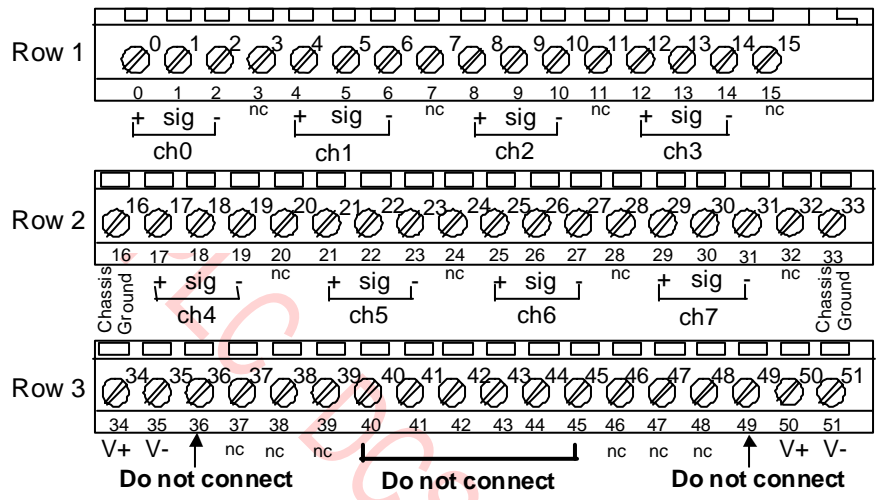 0 1 2 3 4 5 6 7 8 9 10 11 12 13 14 15
Row 1
0 1 2 3 4 5 6 7 8 9 10 11 12 13 14 15
nc nc nc nc
+ sig - + sig - + sig - + sig -
ch0 ch1 ch2 ch3
16 17 18 19 20 21 22 23 24 25 26 27 28 29 30 31 32 33
Row 2
16 17 18 19 20 21 22 23 24 25 26 27 28 29 30 31 32 33
nc nc nc nc
Chassis Ground + sig - + sig - + sig - + sig - Chassis Ground
ch4 ch5 ch6 ch7
34 35 36 37 38 39 40 41 42 43 44 45 46 47 48 49 50 51
Row 3
34 35 36 37 38 39 40 41 42 43 44 45 46 47 48 49 50 51
V+ V- nc nc nc nc nc nc V+ V-
Do not connect Do not connect Do not connect